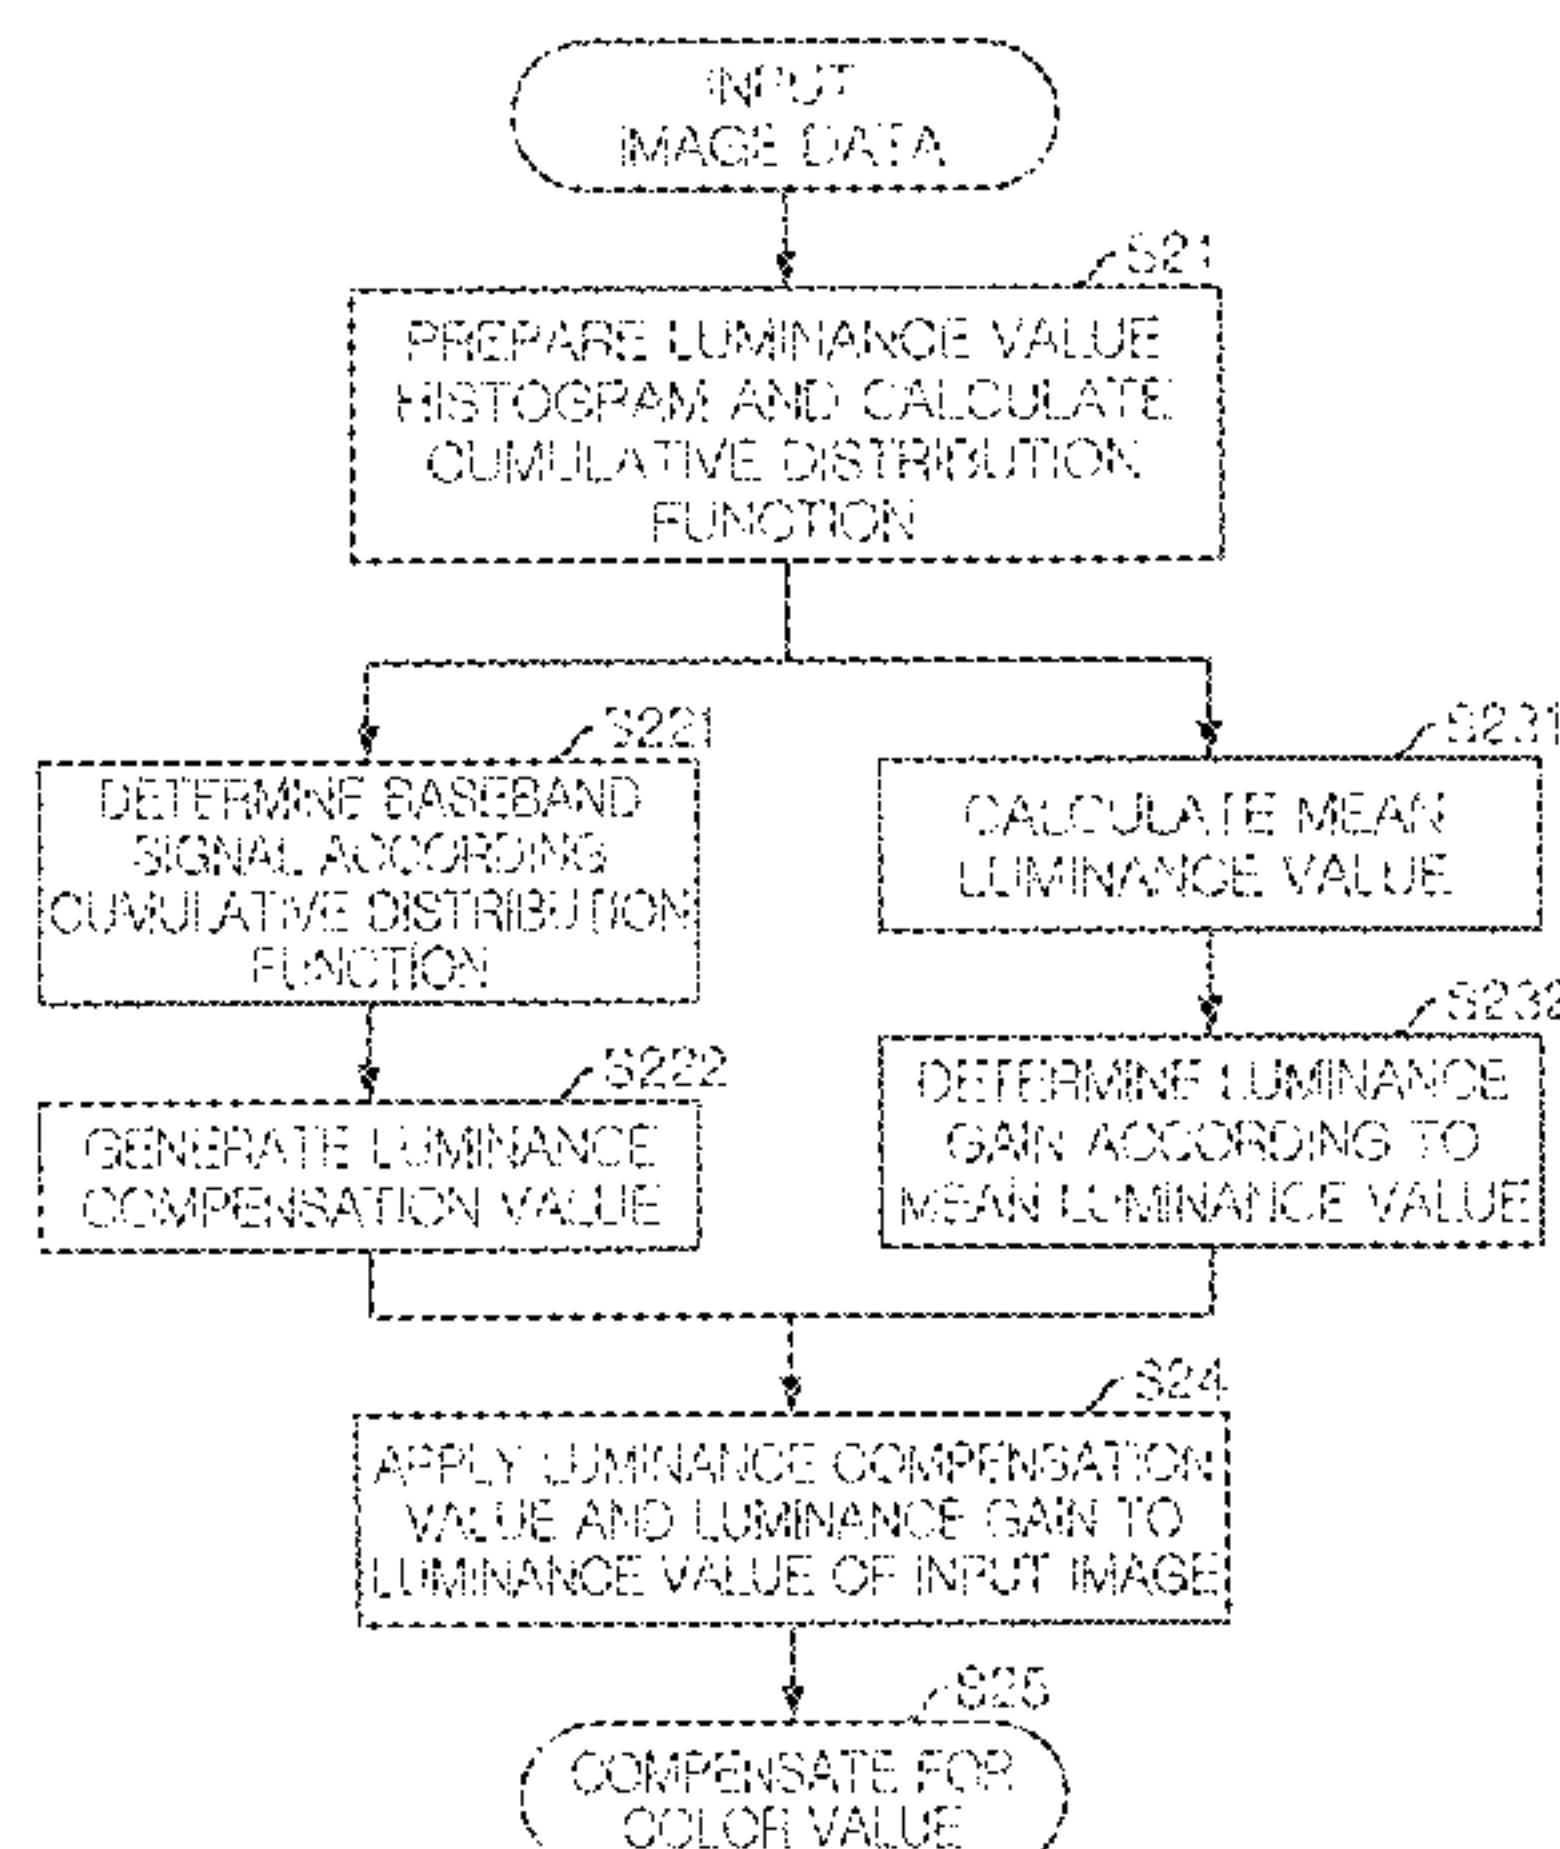 INPUT
IMAGE DATA
S21
PREPARE LUMINANCE VALUE
HISTOGRAM AND CALCULATE
CUMULATIVE DISTRIBUTION
FUNCTION
S221
DETERMINE BASEBAND
SIGNAL ACCORDING
CUMULATIVE DISTRIBUTION
FUNCTION
S231
CALCULATE MEAN
LUMINANCE VALUE
S222
GENERATE LUMINANCE
COMPENSATION VALUE
S232
DETERMINE LUMINANCE
GAIN ACCORDING TO
MEAN LUMINANCE VALUE
S24
APPLY LUMINANCE COMPENSATION
VALUE AND LUMINANCE GAIN TO
LUMINANCE VALUE OF INPUT IMAGE
S25
COMPENSATE FOR
COLOR VALUE